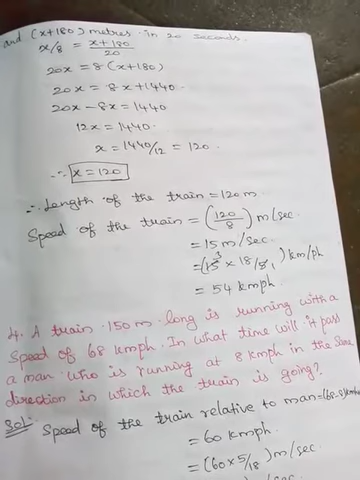 and (x+180) metres in 20 seconds.
x/8 = x+180/20
20x = 8(x+180)
20x = 8x+1440.
20x - 8x = 1440
12x = 1440.
x = 1440/12 = 120.
∴ x = 120
∴ Length of the train = 120 m.
Speed of the train = (120/8) m/sec
= 15 m/sec.
= (15 × 18/5) km/ph
= 54 kmph.
4. A train 150 m long is running with a
Speed of 68 kmph. In what time will it pass
a man who is running at 8 kmph in the same
direction in which the train is going?
Sol: Speed of the train relative to man = (68-8) kmph
= 60 kmph.
= (60 × 5/18) m/sec.